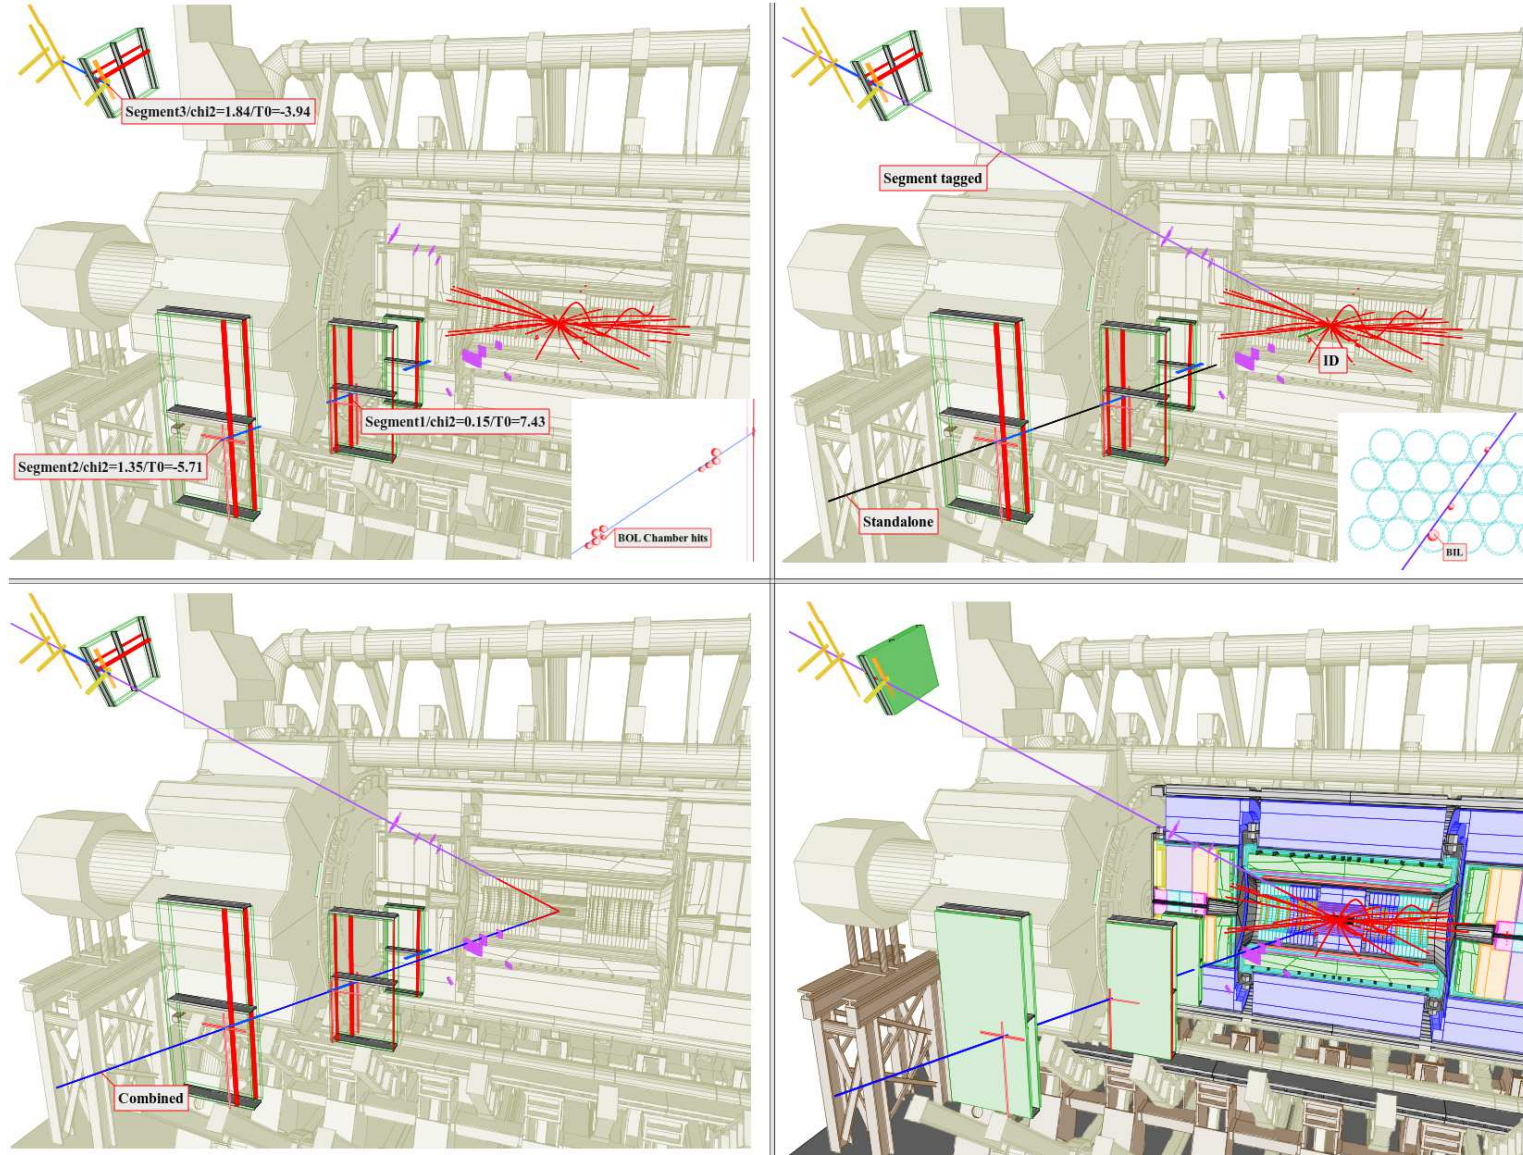 Segment3/chi2=1.84/T0=-3.94
Segment1/chi2=0.15/T0=7.43
Segment2/chi2=1.35/T0=-5.71
BOL Chamber hits
Segment tagged
ID
Standalone
BIL
Combined